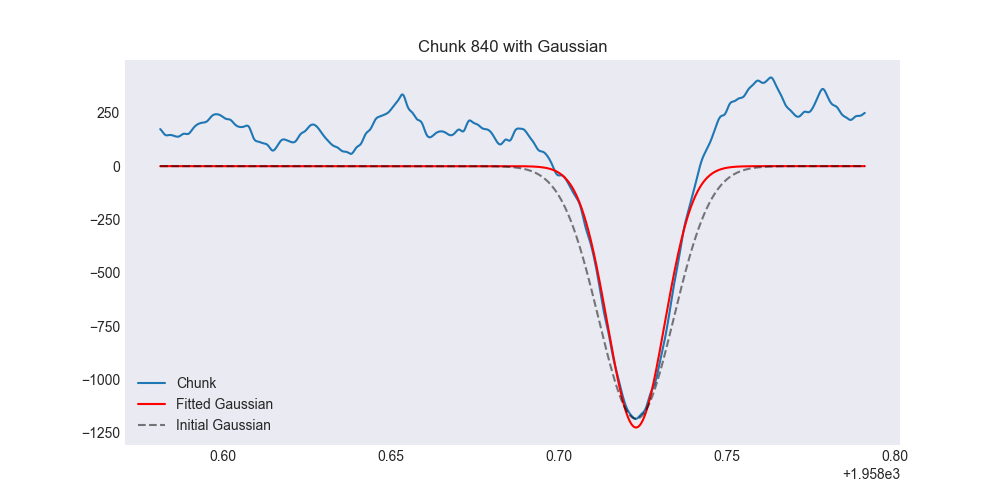 Chunk 840 with Gaussian
250
0
−250
−500
−750
−1000
−1250
Chunk
Fitted Gaussian
Initial Gaussian
0.60 0.65 0.70 0.75 0.80
+1.958e3